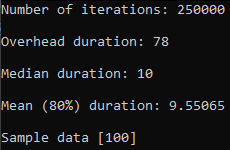 Number of iterations: 250000
Overhead duration: 78
Median duration: 10
Mean (80%) duration: 9.55065
Sample data [100]